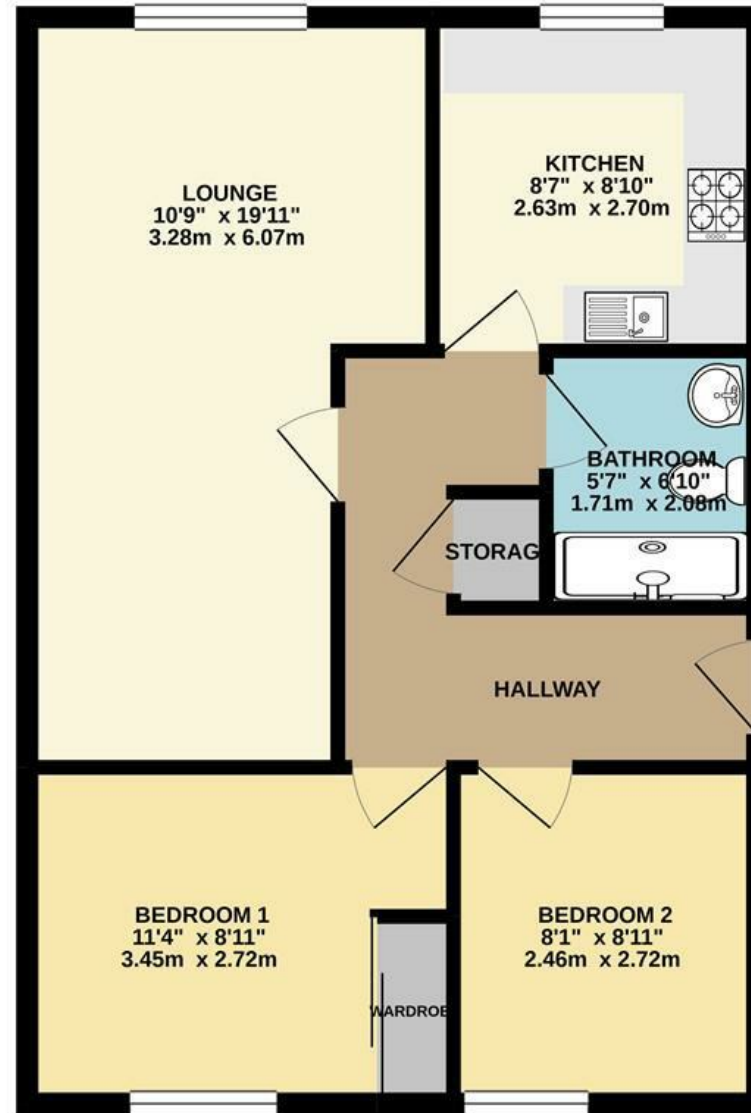 LOUNGE
10'9" x 19'11"
3.28m x 6.07m
KITCHEN
8'7" x 8'10"
2.63m x 2.70m
BATHROOM
5'7" x 6'10"
1.71m x 2.08m
STORAG
HALLWAY
BEDROOM 1
11'4" x 8'11"
3.45m x 2.72m
WARDROB
BEDROOM 2
8'1" x 8'11"
2.46m x 2.72m